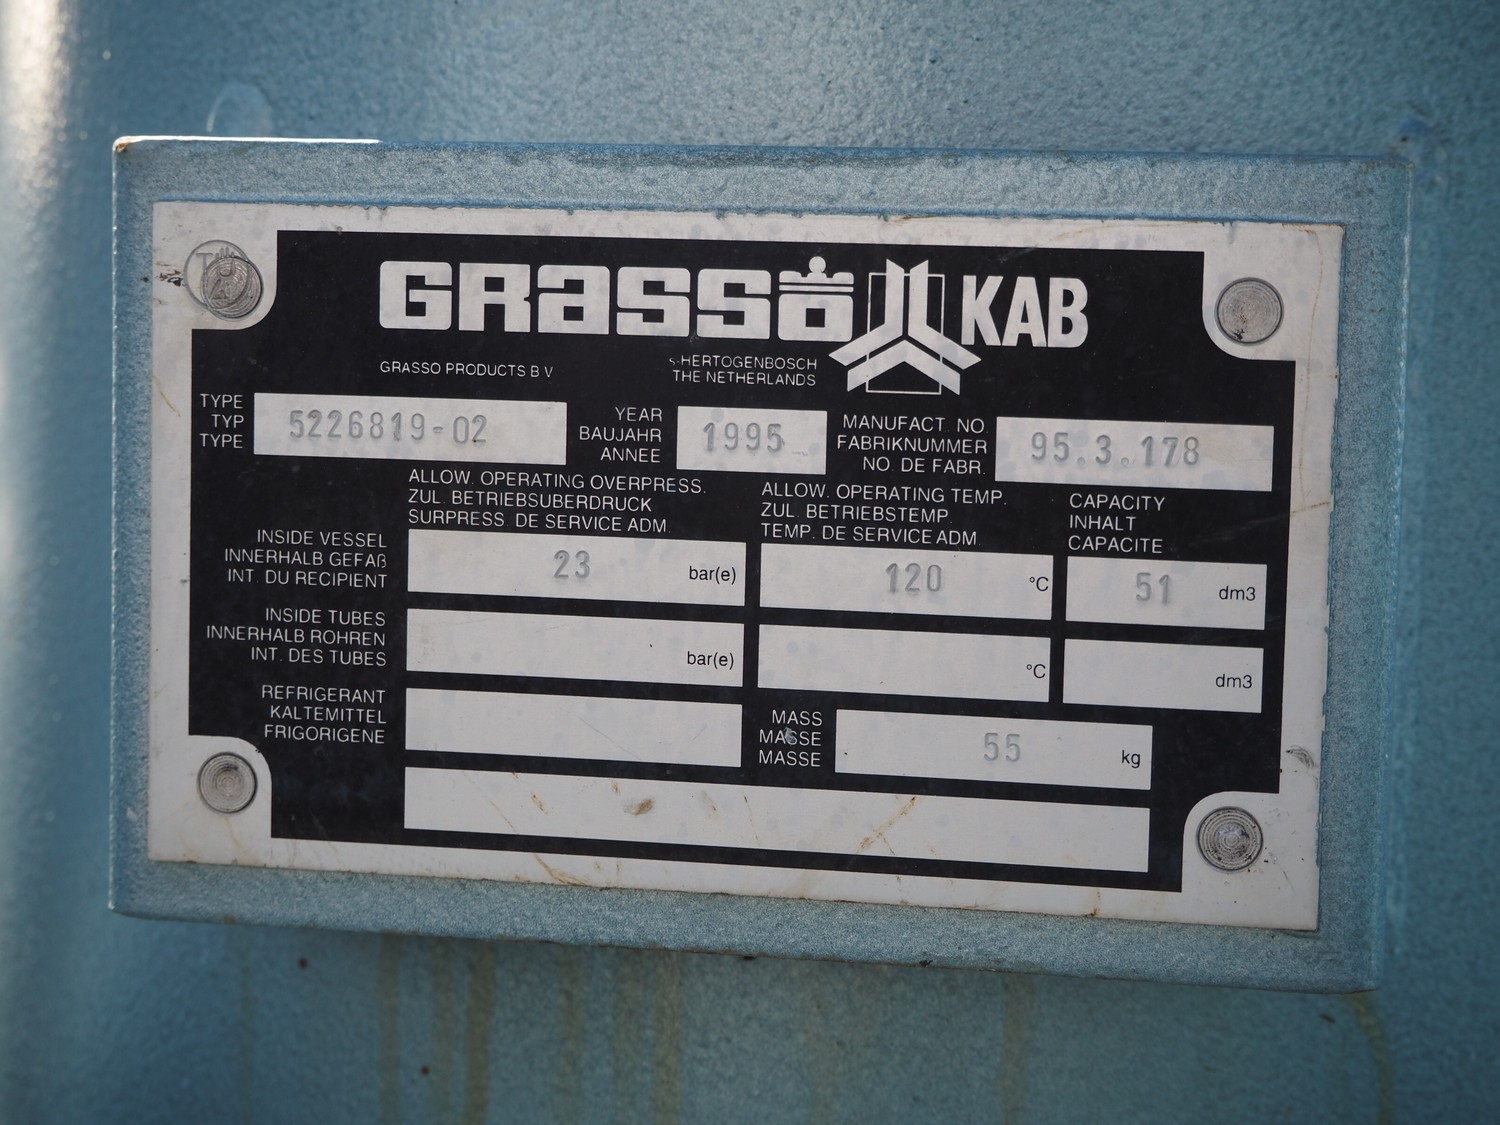 GRASSO KAB
GRASSO PRODUCTS B V
'S-HERTOGENBOSCH
THE NETHERLANDS
TYPE
TYP
TYPE
5226819-02
YEAR
BAUJAHR
ANNEE
1995
MANUFACT. NO.
FABRIKNUMMER
NO. DE FABR.
95.3.178
ALLOW. OPERATING OVERPRESS.
ZUL. BETRIEBSUBERDRUCK
SURPRESS. DE SERVICE ADM.
ALLOW. OPERATING TEMP.
ZUL. BETRIEBSTEMP.
TEMP. DE SERVICE ADM.
CAPACITY
INHALT
CAPACITE
INSIDE VESSEL
INNERHALB GEFAß
INT. DU RECIPIENT
23 bar(e)
120 °C
51 dm3
INSIDE TUBES
INNERHALB ROHREN
INT. DES TUBES
bar(e)
°C
dm3
REFRIGERANT
KALTEMITTEL
FRIGORIGENE
MASS
MASSE
MASSE
55 kg